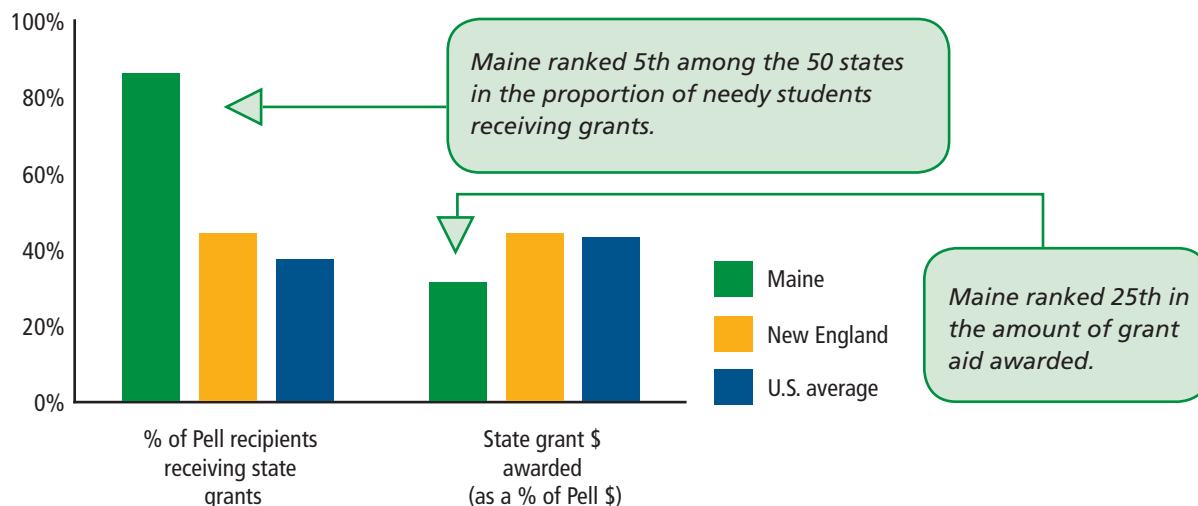 100%
80%
60%
40%
20%
0%
Maine ranked 5th among the 50 states
in the proportion of needy students
receiving grants.
Maine
New England
U.S. average
Maine ranked 25th in
the amount of grant
aid awarded.
% of Pell recipients
receiving state
grants
State grant $
awarded
(as a % of Pell $)